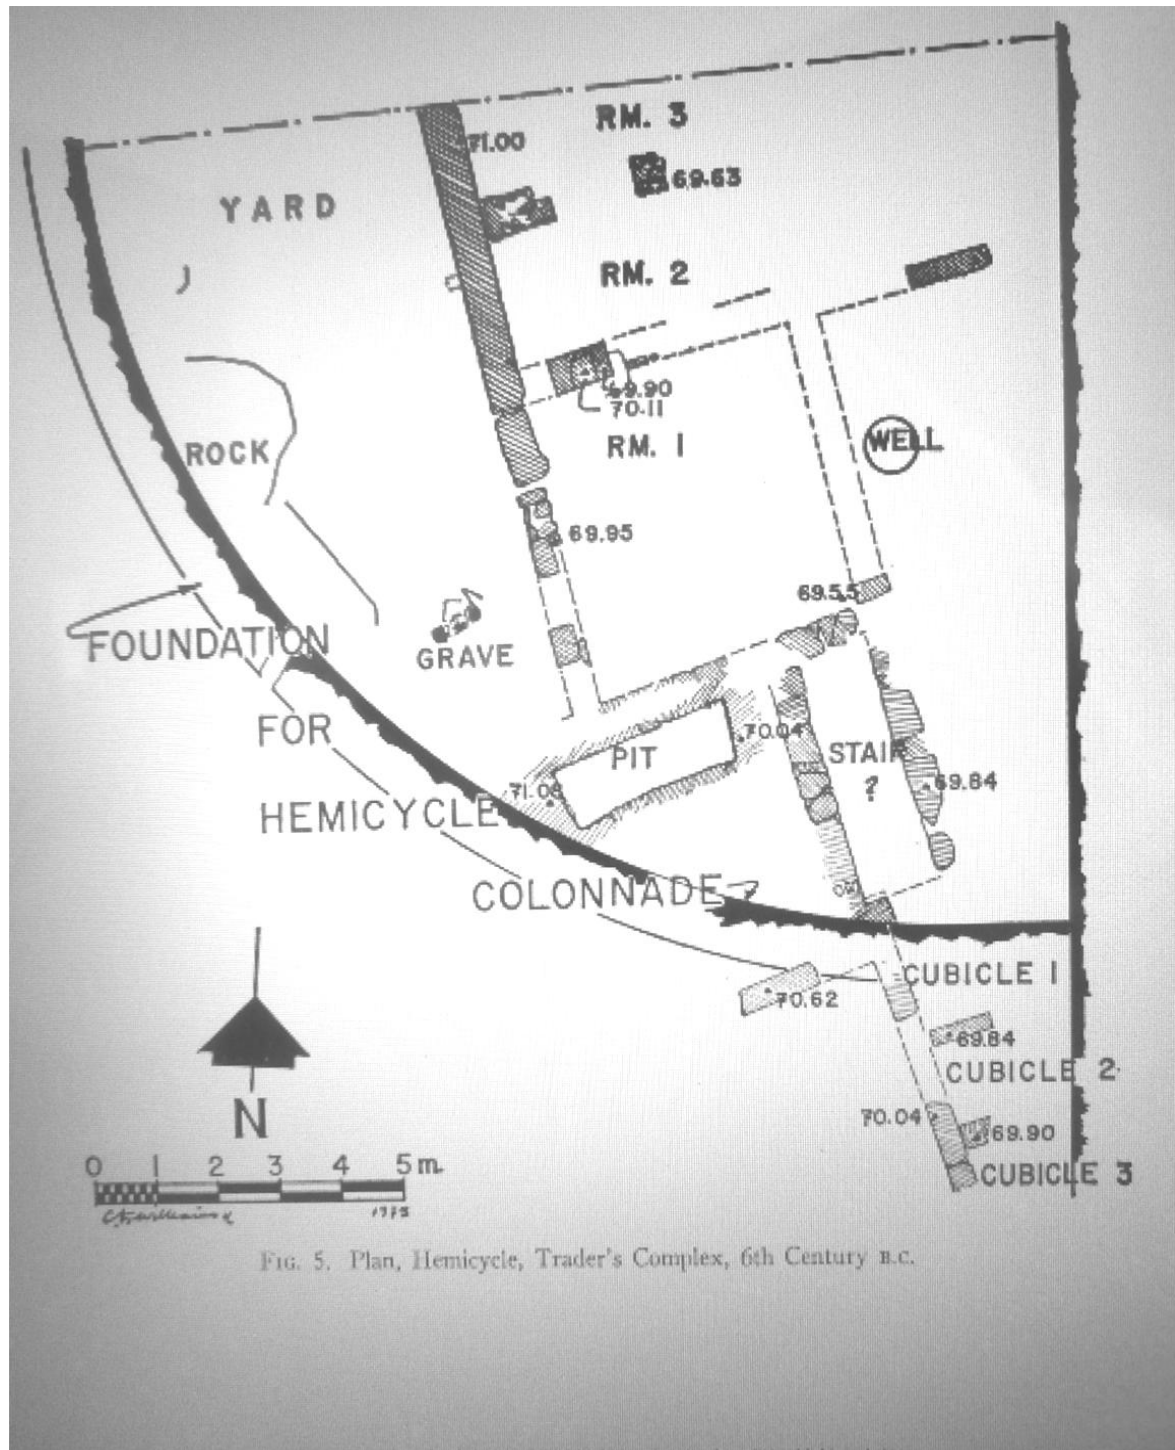 RM. 3
71.00
69.63
YARD
RM. 2
69.90
70.11
ROCK
RM. 1
WELL
69.95
69.55
FOUNDATION
GRAVE
FOR
70.04
PIT
STAIR
?
71.08
69.84
HEMICYCLE
COLONNADE
CUBICLE 1
70.62
69.84
CUBICLE 2
70.04
69.90
N
CUBICLE 3
0 1 2 3 4 5 m.
FIG. 5. Plan, Hemicycle, Trader's Complex, 6th Century B.C.